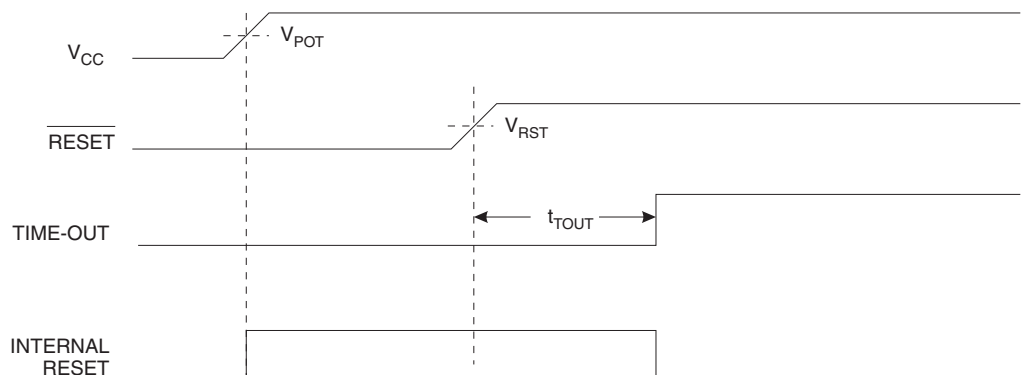 V_CC
V_POT
RESET
V_RST
t_TOUT
TIME-OUT
INTERNAL
RESET